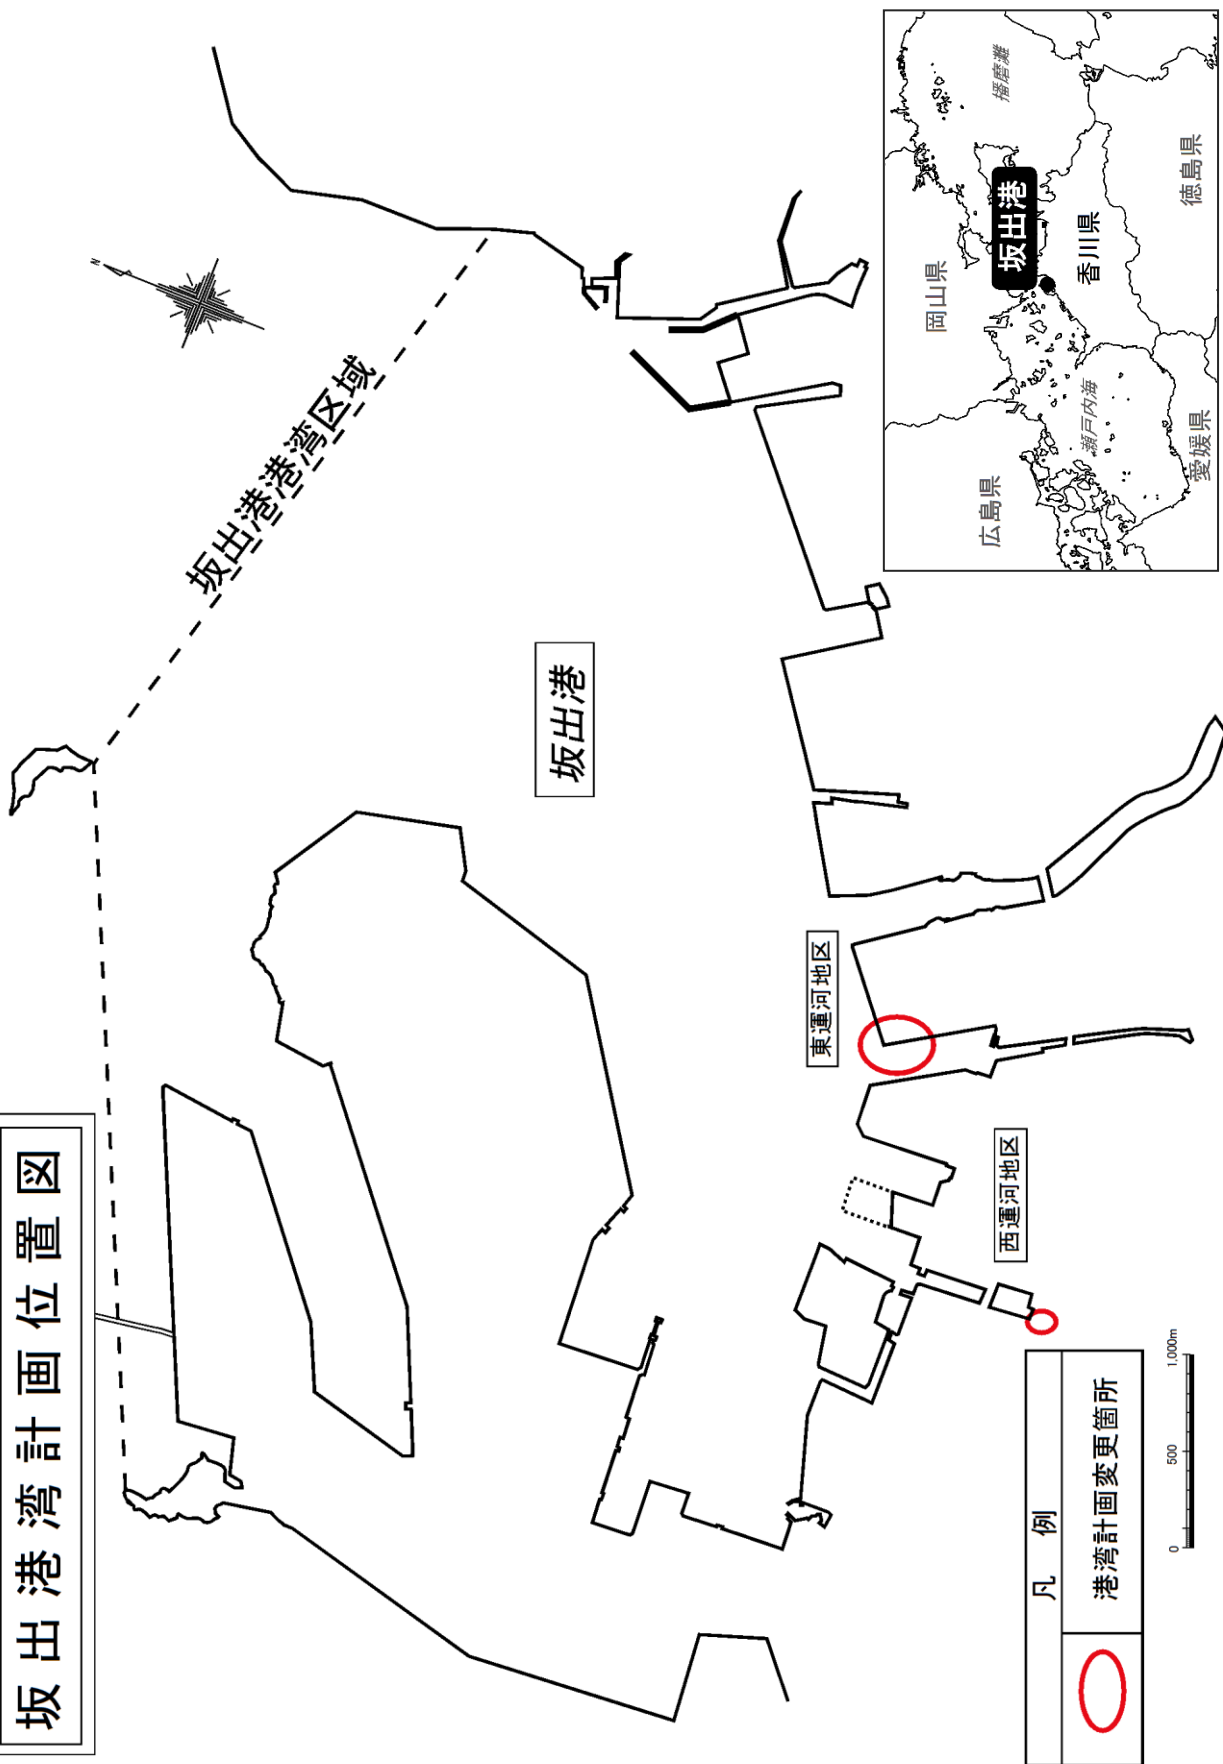 坂出港湾計画位置図
N
坂出港港湾区域
坂出港
東運河地区
西運河地区
岡山県
広島県
播磨灘
坂出港
香川県
瀬戸内海
徳島県
愛媛県
凡 例
港湾計画変更箇所
0 500 1,000m